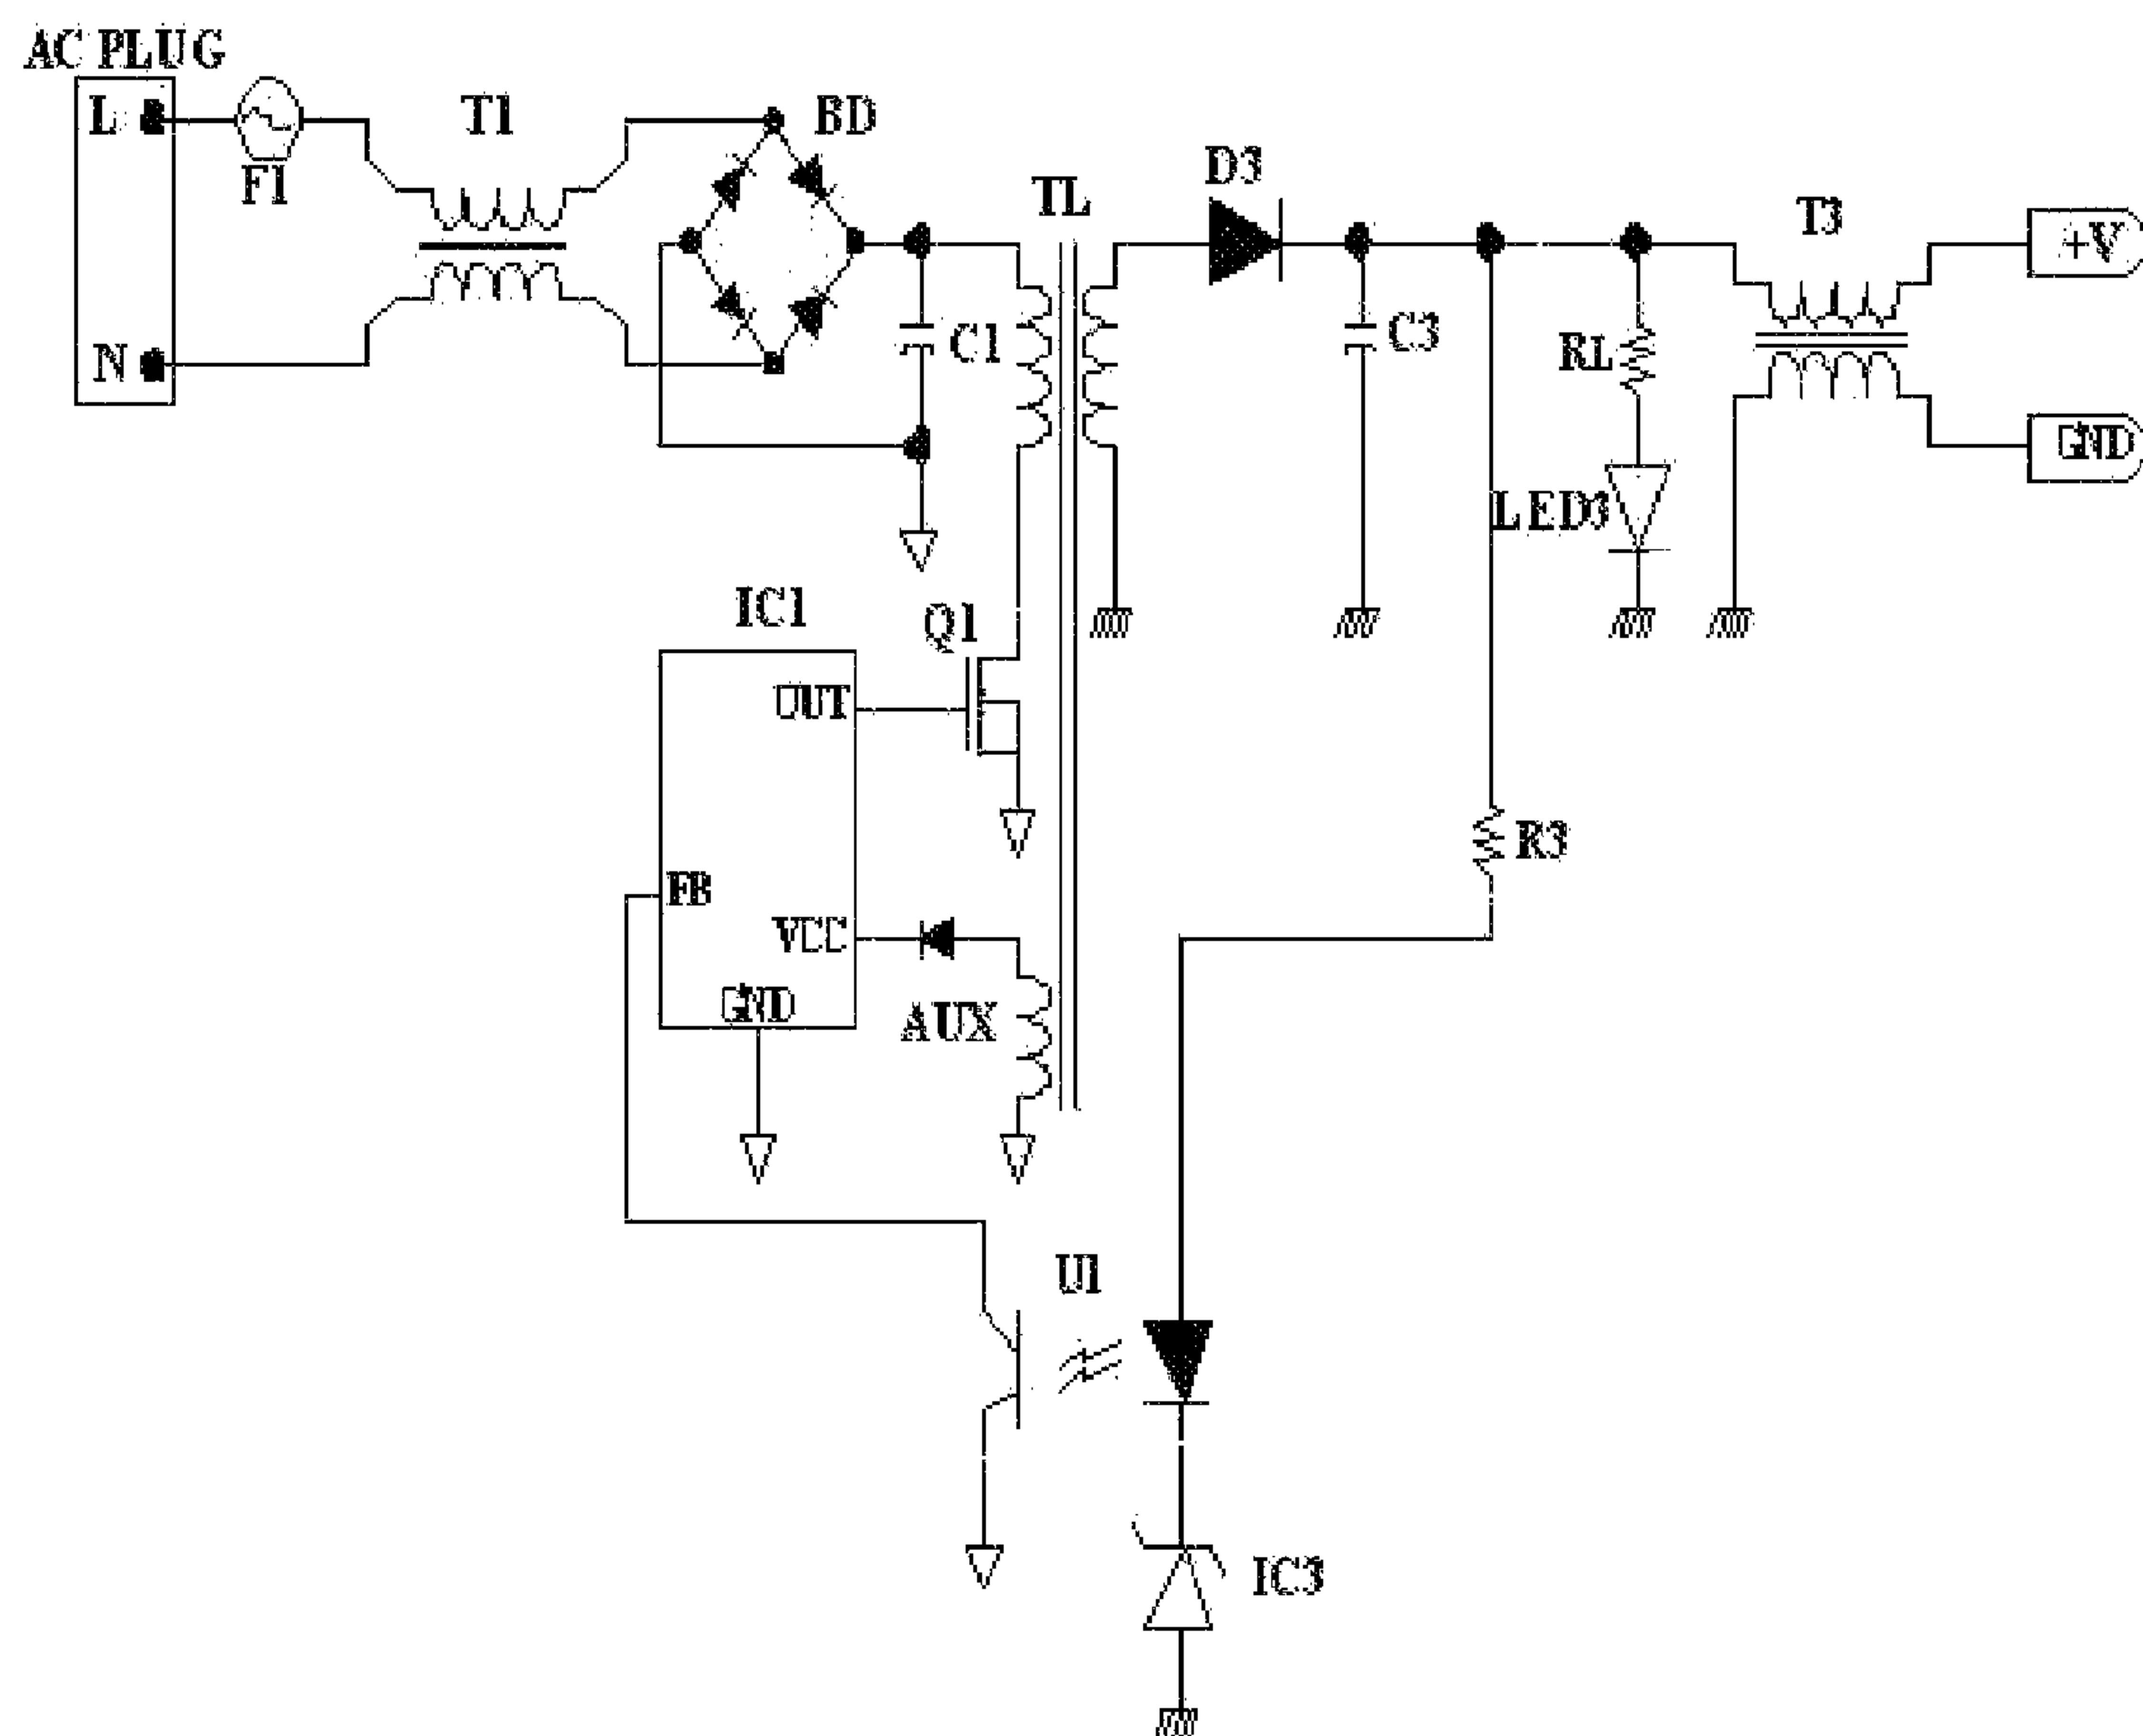 AC PLUG
L
F1
T1
BD
N
C1
TL
D3
C3
RL
LED3
T3
+V
GND
IC1
OUT
FB
VCC
GND
Q1
AUX
R3
U1
IC3